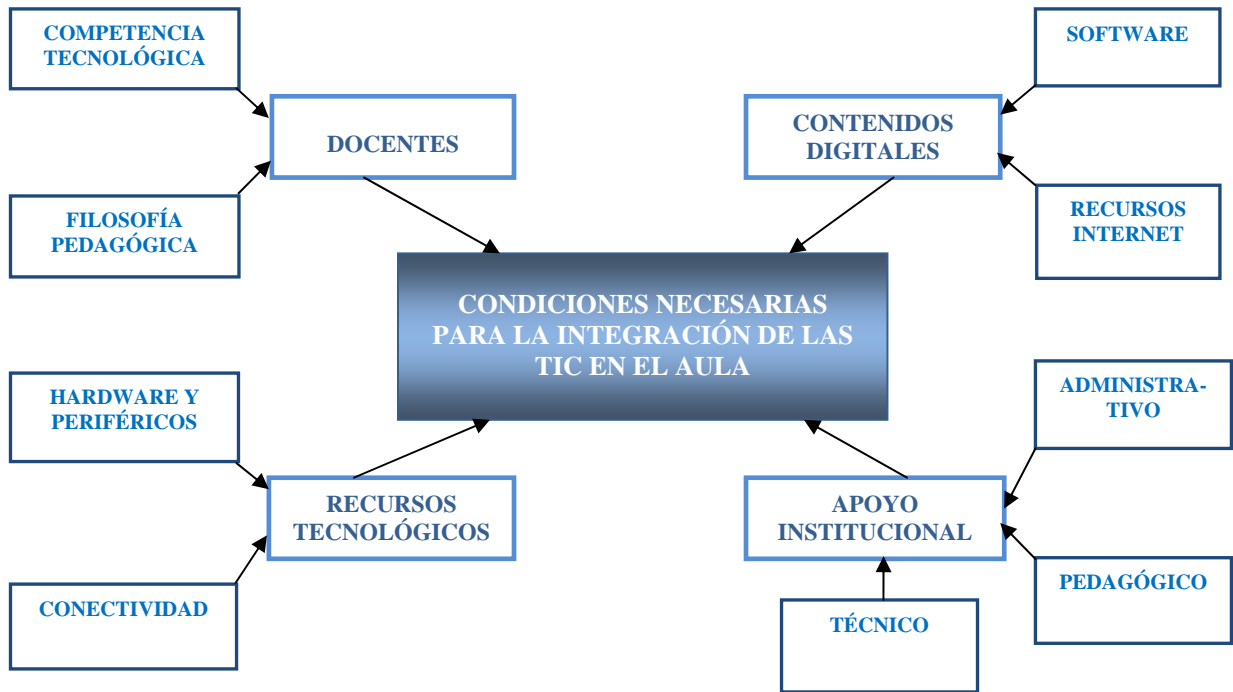 COMPETENCIA
TECNOLÓGICA
SOFTWARE
DOCENTES
CONTENIDOS
DIGITALES
FILOSOFÍA
PEDAGÓGICA
RECURSOS
INTERNET
CONDICIONES NECESARIAS
PARA LA INTEGRACIÓN DE LAS
TIC EN EL AULA
HARDWARE Y
PERIFÉRICOS
ADMINISTRA-
TIVO
RECURSOS
TECNOLÓGICOS
APOYO
INSTITUCIONAL
CONECTIVIDAD
PEDAGÓGICO
TÉCNICO